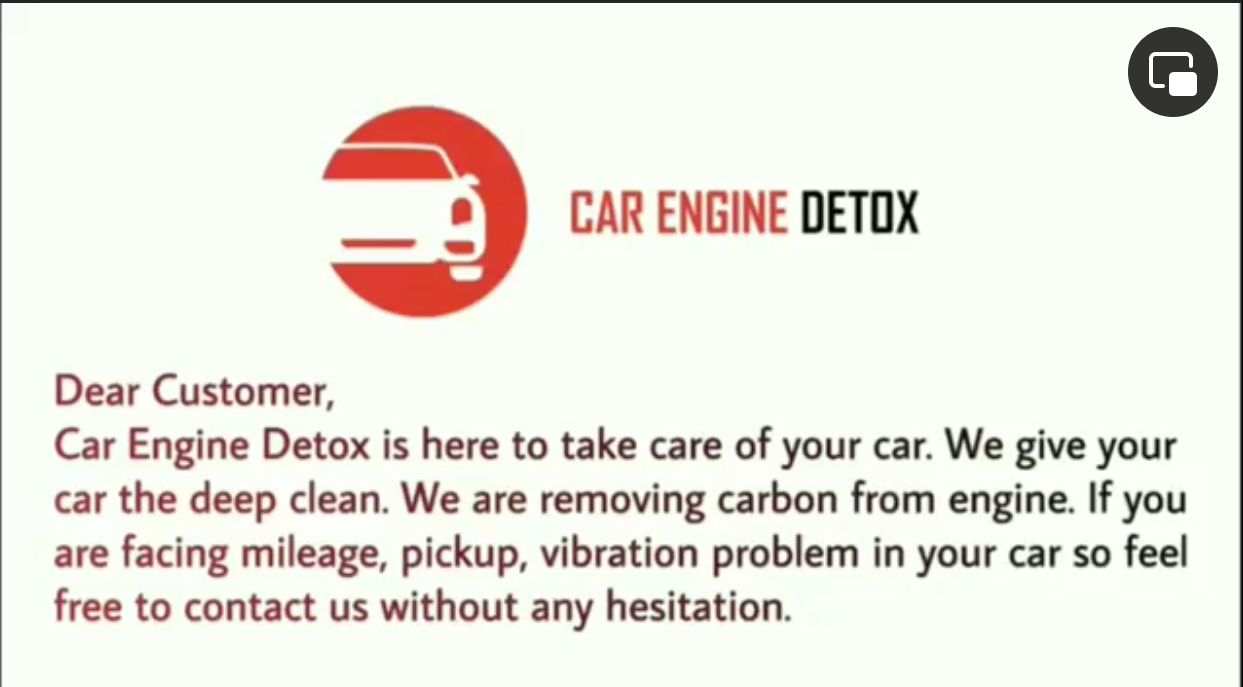 CAR ENGINE DETOX
Dear Customer,
Car Engine Detox is here to take care of your car. We give your
car the deep clean. We are removing carbon from engine. If you
are facing mileage, pickup, vibration problem in your car so feel
free to contact us without any hesitation.